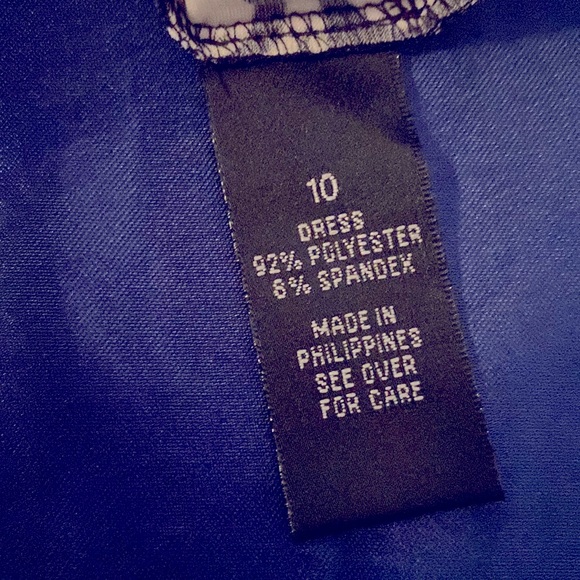 10
DRESS
92% POLYESTER
8% SPANDEX
MADE IN
PHILIPPINES
SEE OVER
FOR CARE